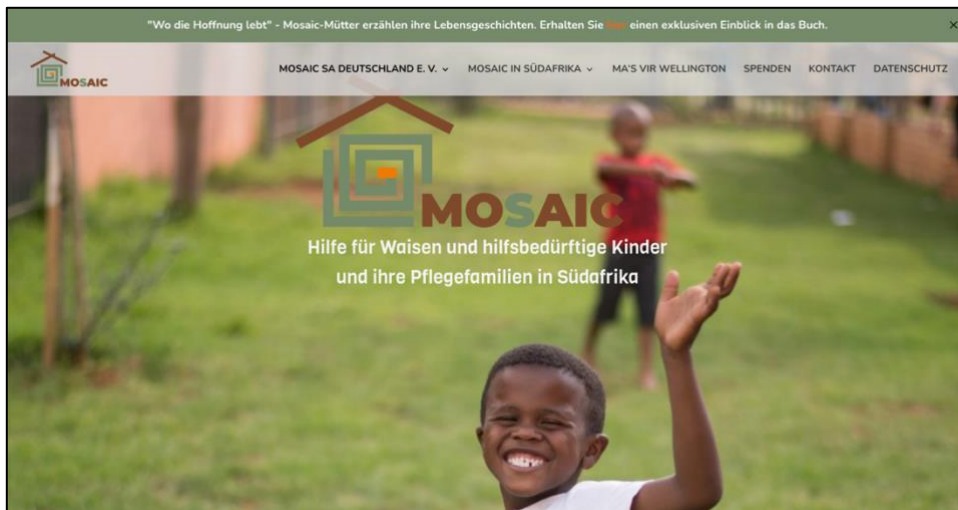 "Wo die Hoffnung lebt" - Mosaic-Mütter erzählen ihre Lebensgeschichten. Erhalten Sie hier einen exklusiven Einblick in das Buch. ×
MOSAIC
MOSAIC SA DEUTSCHLAND E. V. MOSAIC IN SÜDAFRIKA MA'S VIR WELLINGTON SPENDEN KONTAKT DATENSCHUTZ
MOSAIC
Hilfe für Waisen und hilfsbedürftige Kinder
und ihre Pflegefamilien in Südafrika